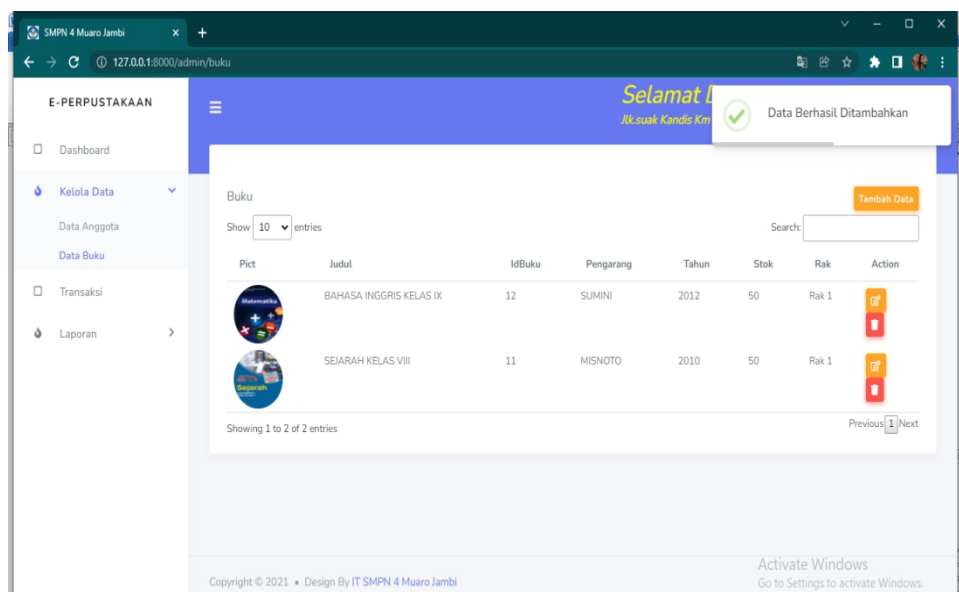 SMPN 4 Muaro Jambi
127.0.0.1:8000/admin/buku
E-PERPUSTAKAAN
Dashboard
Kelola Data
Data Anggota
Data Buku
Transaksi
Laporan
Selamat
Jlk.suak Kandis Km
Data Berhasil Ditambahkan
Buku
Tambah Data
Show 10 entries
Search:
Pict Judul IdBuku Pengarang Tahun Stok Rak Action
Matematika
BAHASA INGGRIS KELAS IX 12 SUMINI 2012 50 Rak 1
Sejarah
SEJARAH KELAS VIII 11 MISNOTO 2010 50 Rak 1
Showing 1 to 2 of 2 entries
Previous 1 Next
Copyright © 2021 • Design By IT SMPN 4 Muaro Jambi
Activate Windows
Go to Settings to activate Windows.